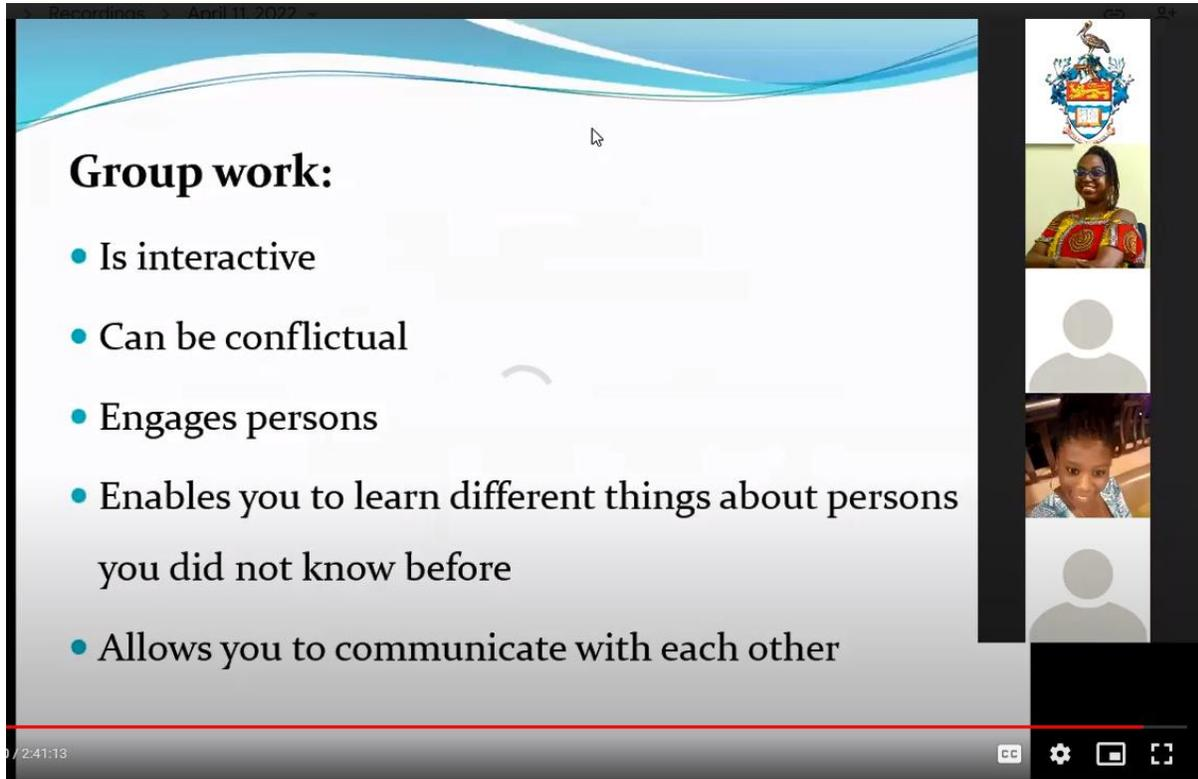 Recordings > April 11, 2022
Group work:
• Is interactive
• Can be conflictual
• Engages persons
• Enables you to learn different things about persons
you did not know before
• Allows you to communicate with each other
/ 2:41:13
CC